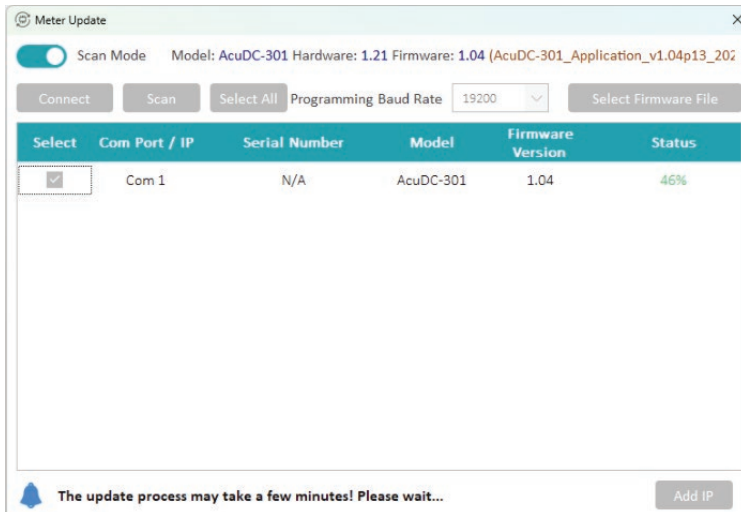 Meter Update
Scan Mode Model: AcuDC-301 Hardware: 1.21 Firmware: 1.04 (AcuDC-301_Application_v1.04p13_202
Connect Scan Select All Programming Baud Rate 19200 Select Firmware File
Select Com Port / IP Serial Number Model Firmware Version Status
Com 1 N/A AcuDC-301 1.04 46%
The update process may take a few minutes! Please wait... Add IP